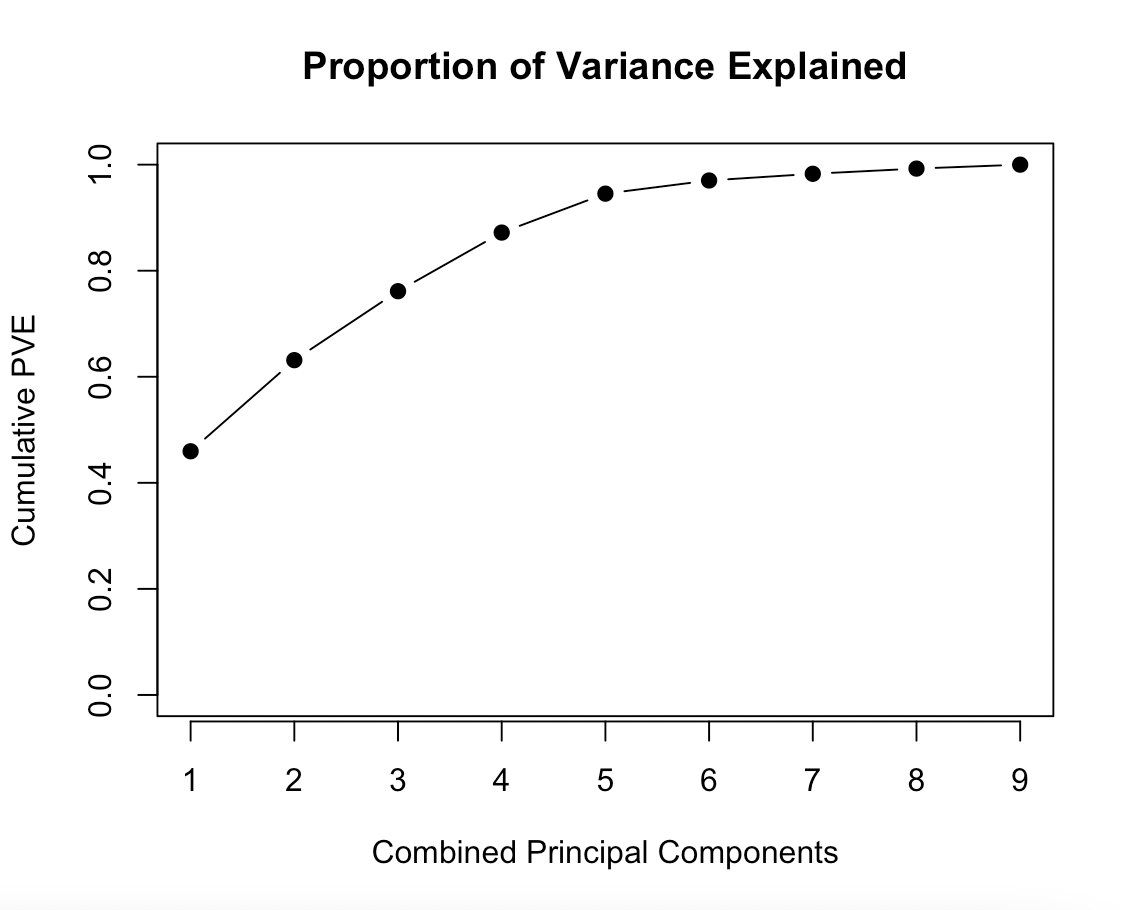 Proportion of Variance Explained
Cumulative PVE
1.0
0.8
0.6
0.4
0.2
0.0
1 2 3 4 5 6 7 8 9
Combined Principal Components